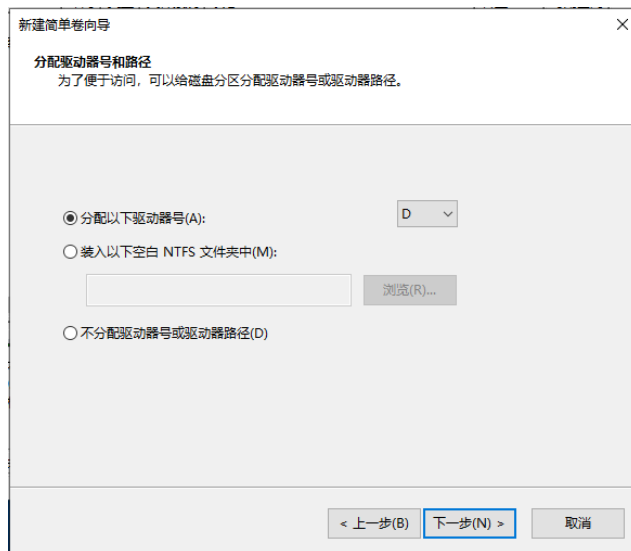 新建简单卷向导
分配驱动器号和路径
为了便于访问，可以给磁盘分区分配驱动器号或驱动器路径。
分配以下驱动器号(A): D
装入以下空白 NTFS 文件夹中(M):
浏览(R)...
不分配驱动器号或驱动器路径(D)
< 上一步(B) 下一步(N) > 取消